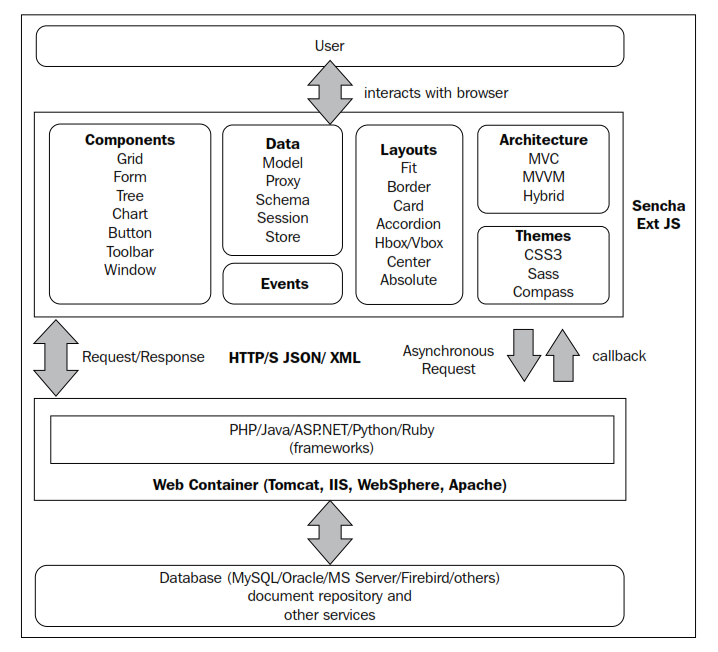 User
interacts with browser
Components
Grid
Form
Tree
Chart
Button
Toolbar
Window
Data
Model
Proxy
Schema
Session
Store
Events
Layouts
Fit
Border
Card
Accordion
Hbox/Vbox
Center
Absolute
Architecture
MVC
MVVM
Hybrid
Themes
CSS3
Sass
Compass
Sencha
Ext JS
Request/Response
HTTP/S JSON/ XML
Asynchronous
Request
callback
PHP/Java/ASP.NET/Python/Ruby
(frameworks)
Web Container (Tomcat, IIS, WebSphere, Apache)
Database (MySQL/Oracle/MS Server/Firebird/others)
document repository and
other services